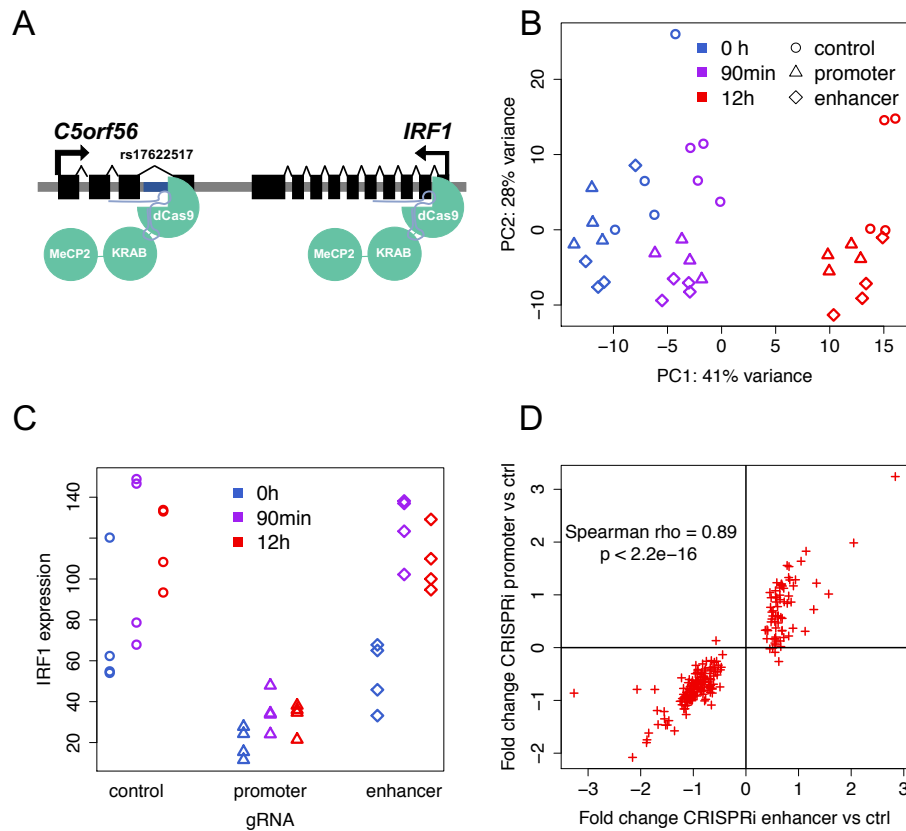 A
C5orf56
rs17622517
IRF1
dCas9
dCas9
MeCP2
KRAB
MeCP2
KRAB
B
0 h
control
90min
promoter
12h
enhancer
PC2: 28% variance
20
10
0
−10
−10
−5
0
5
10
15
PC1: 41% variance
C
0h
90min
12h
IRF1 expression
140
100
80
60
40
20
control
promoter
enhancer
gRNA
D
Spearman rho = 0.89
p < 2.2e−16
Fold change CRISPRi promoter vs ctrl
3
2
1
0
−1
−2
−3
−2
−1
0
1
2
3
Fold change CRISPRi enhancer vs ctrl